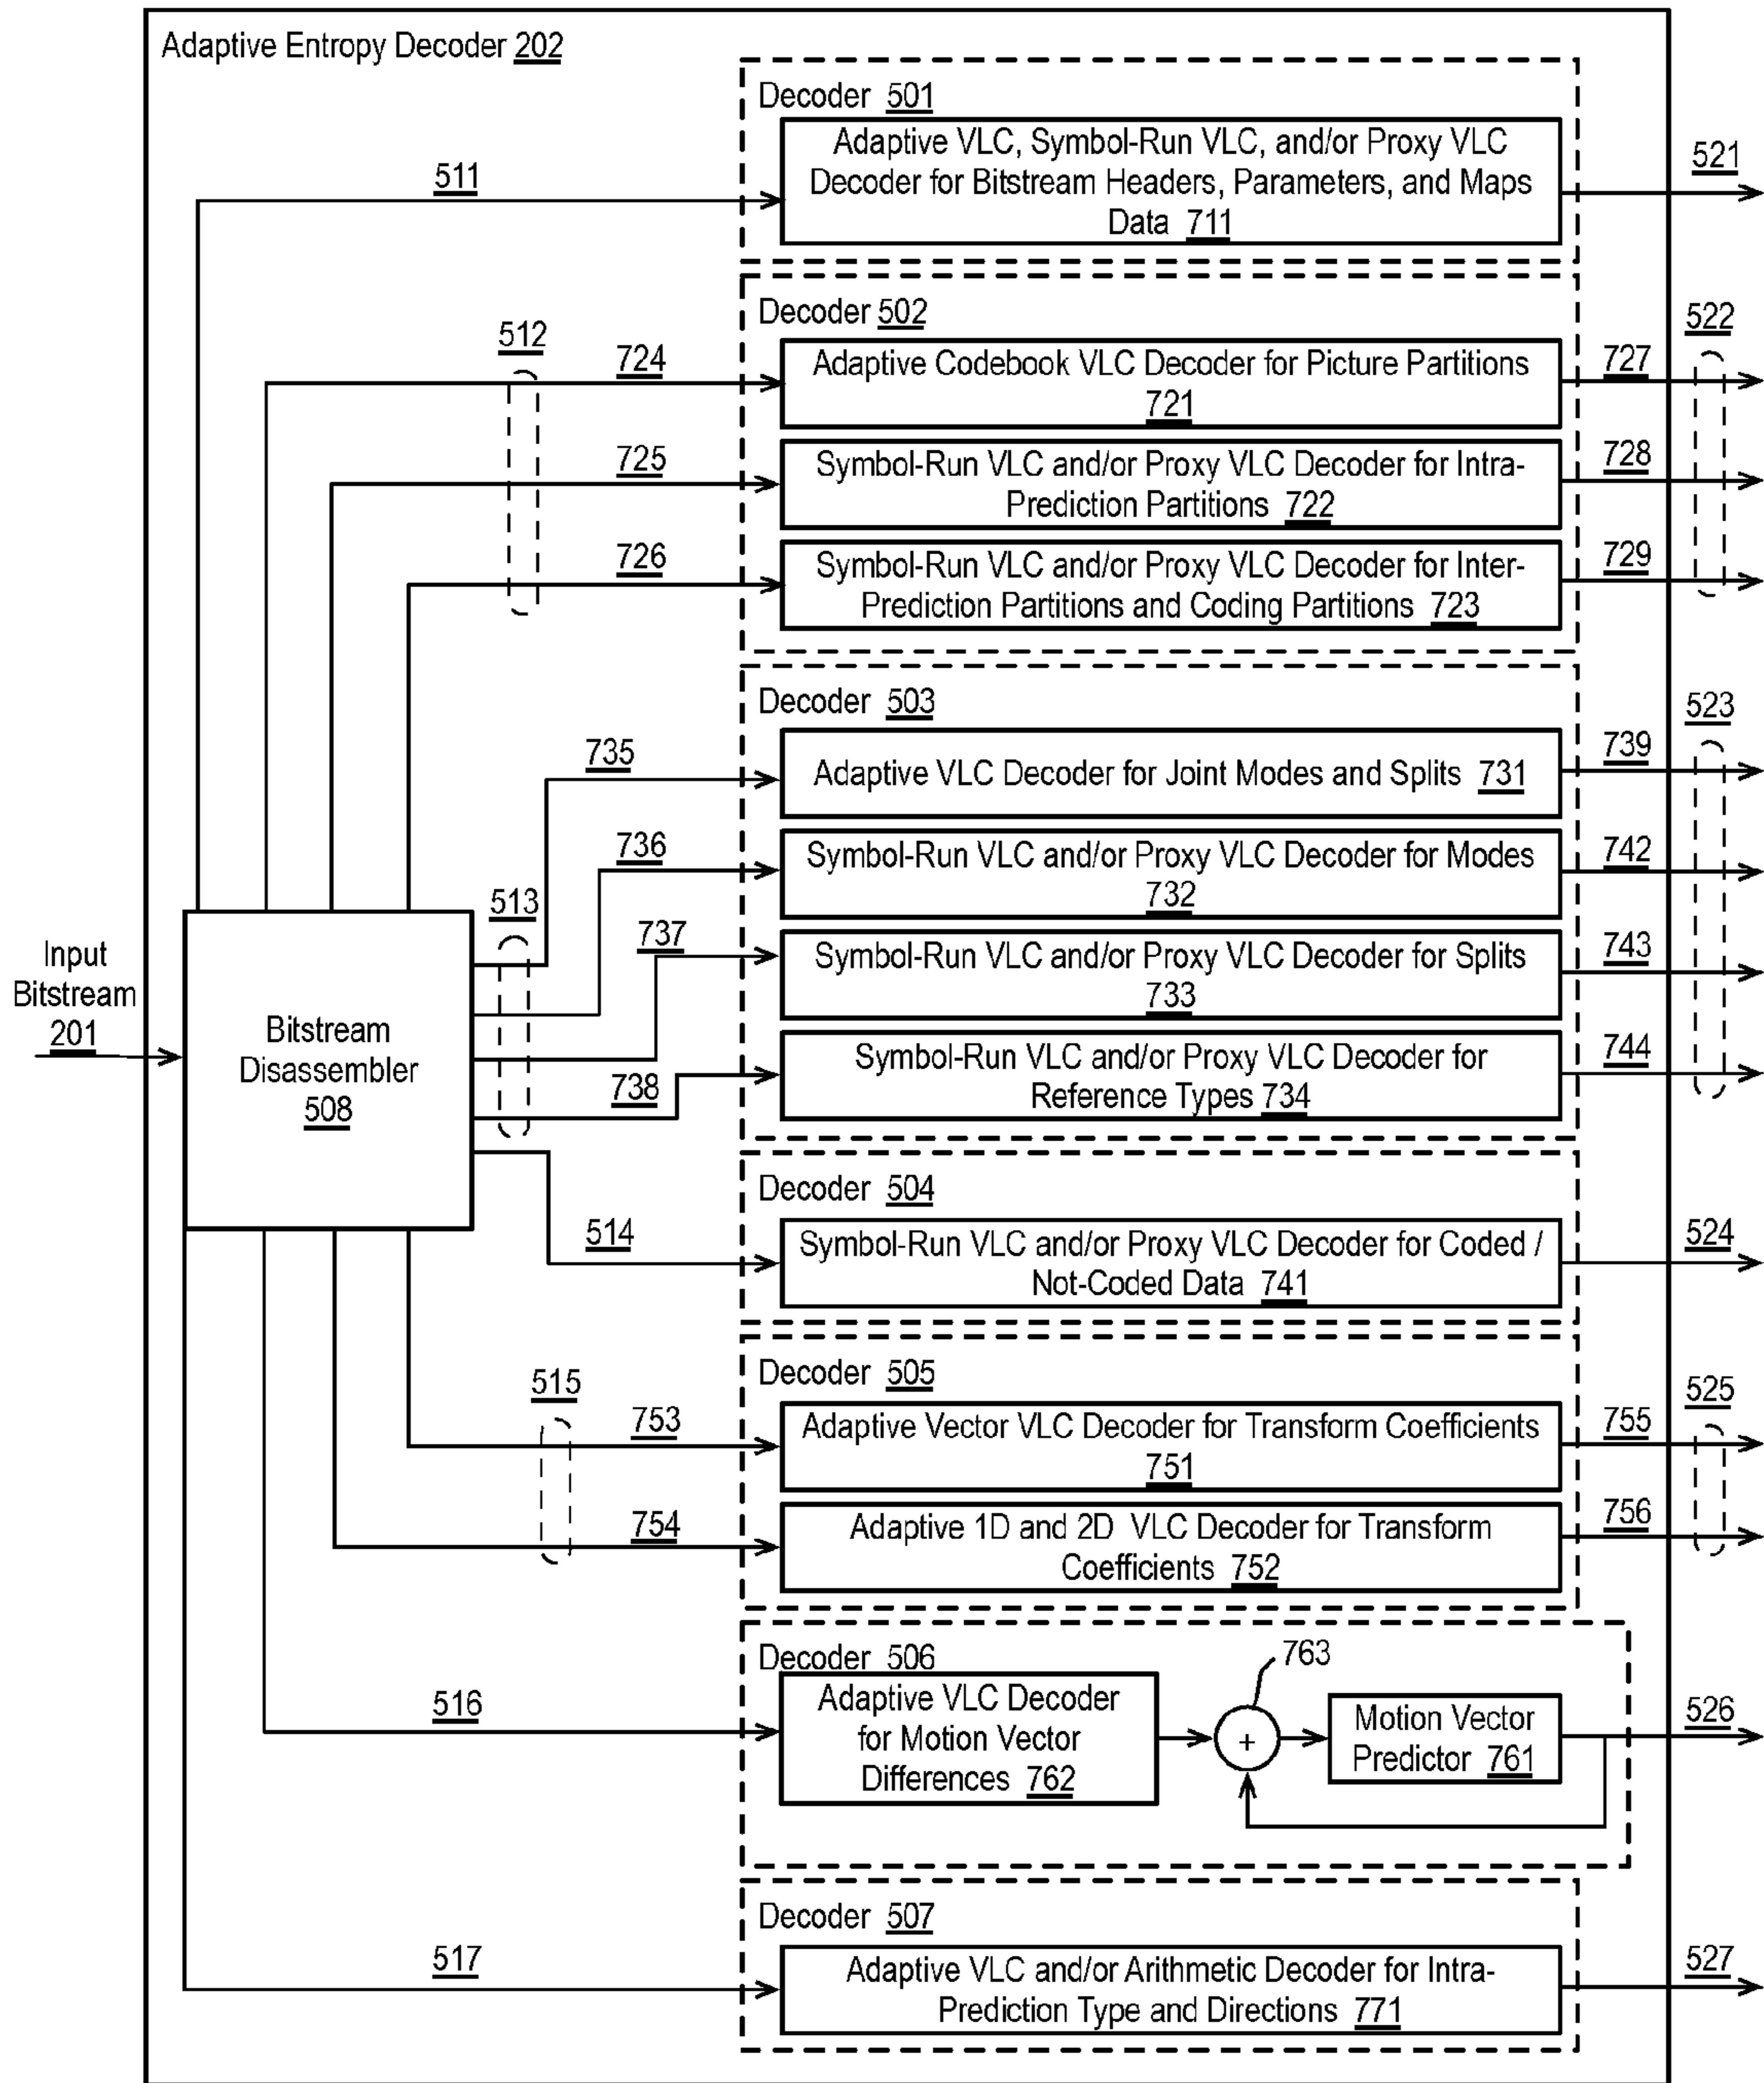 Adaptive Entropy Decoder 202
Decoder 501
Adaptive VLC, Symbol-Run VLC, and/or Proxy VLC
Decoder for Bitstream Headers, Parameters, and Maps
Data 711
511
521
Decoder 502
512
522
724
Adaptive Codebook VLC Decoder for Picture Partitions
721
727
725
Symbol-Run VLC and/or Proxy VLC Decoder for Intra-
Prediction Partitions 722
728
726
Symbol-Run VLC and/or Proxy VLC Decoder for Inter-
Prediction Partitions and Coding Partitions 723
729
Decoder 503
523
735
Adaptive VLC Decoder for Joint Modes and Splits 731
739
736
Symbol-Run VLC and/or Proxy VLC Decoder for Modes
732
742
513
737
Symbol-Run VLC and/or Proxy VLC Decoder for Splits
733
743
Input
Bitstream
201
Bitstream
Disassembler
508
738
Symbol-Run VLC and/or Proxy VLC Decoder for
Reference Types 734
744
Decoder 504
514
Symbol-Run VLC and/or Proxy VLC Decoder for Coded /
Not-Coded Data 741
524
Decoder 505
515
525
753
Adaptive Vector VLC Decoder for Transform Coefficients
751
755
754
Adaptive 1D and 2D VLC Decoder for Transform
Coefficients 752
756
Decoder 506
763
516
Adaptive VLC Decoder
for Motion Vector
Differences 762
+
Motion Vector
Predictor 761
526
Decoder 507
517
Adaptive VLC and/or Arithmetic Decoder for Intra-
Prediction Type and Directions 771
527